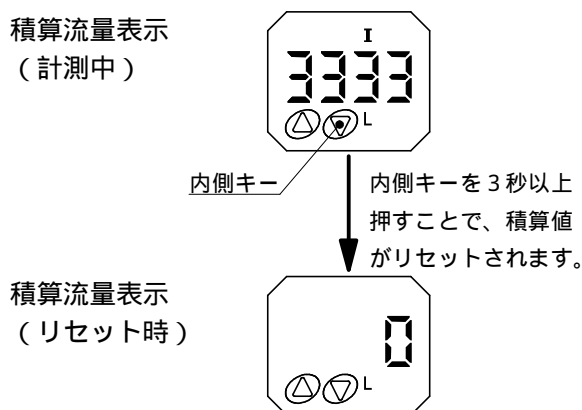 積算流量表示
（計測中）
I
3333
L
内側キー
内側キーを３秒以上
押すことで、積算値
がリセットされます。
積算流量表示
（リセット時）
0
L